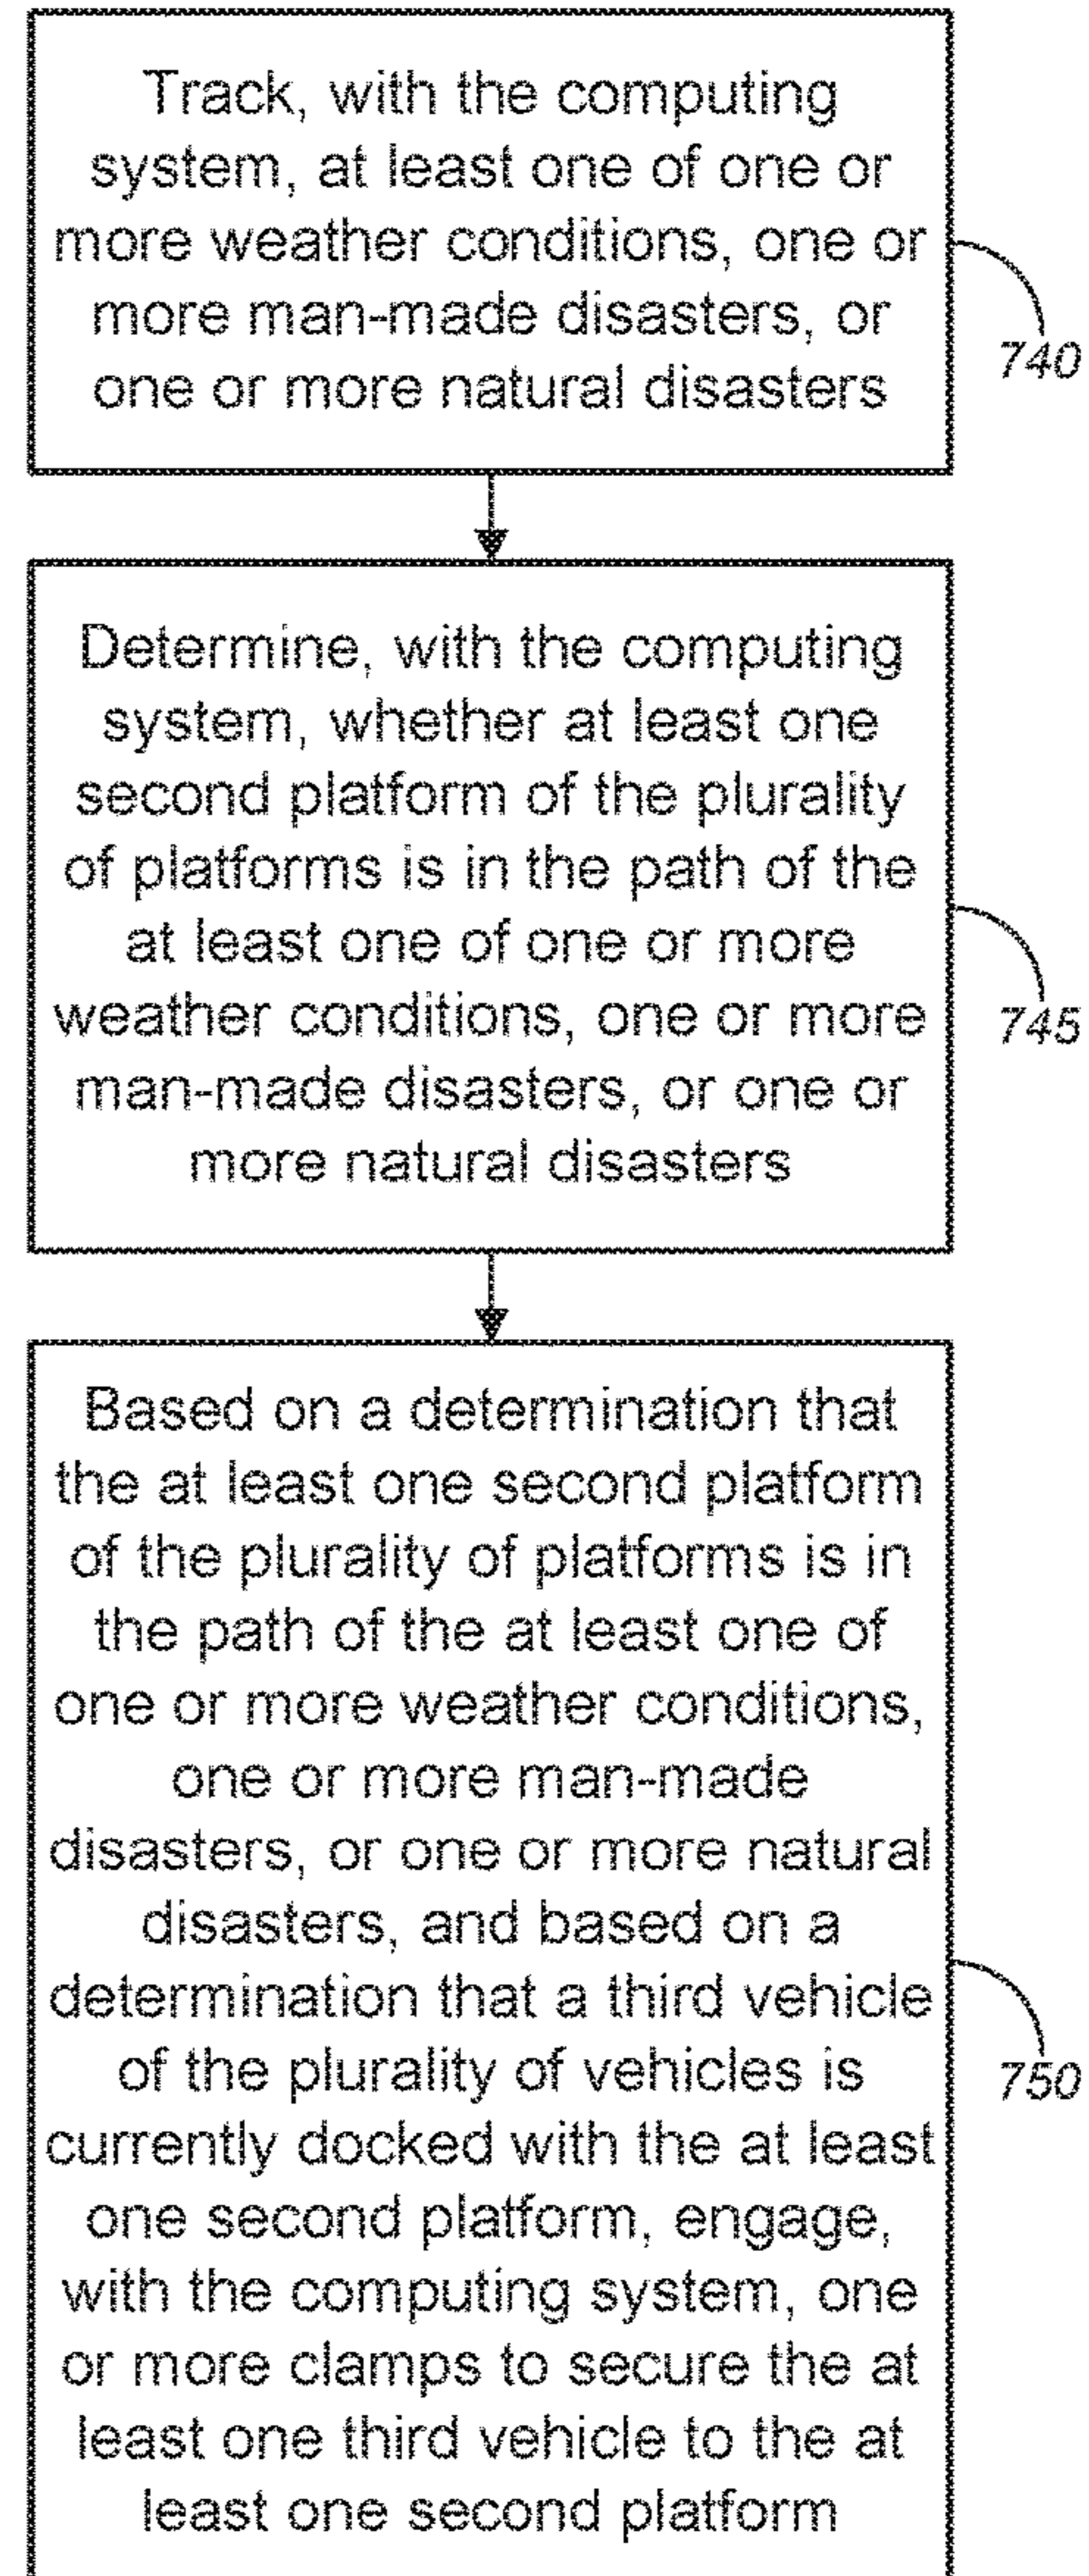 Track, with the computing
system, at least one of one or
more weather conditions, one or
more man-made disasters, or
one or more natural disasters
740
Determine, with the computing
system, whether at least one
second platform of the plurality
of platforms is in the path of the
at least one of one or more
weather conditions, one or more
man-made disasters, or one or
more natural disasters
745
Based on a determination that
the at least one second platform
of the plurality of platforms is in
the path of the at least one of
one or more weather conditions,
one or more man-made
disasters, or one or more natural
disasters, and based on a
determination that a third vehicle
of the plurality of vehicles is
currently docked with the at least
one second platform, engage,
with the computing system, one
or more clamps to secure the at
least one third vehicle to the at
least one second platform
750